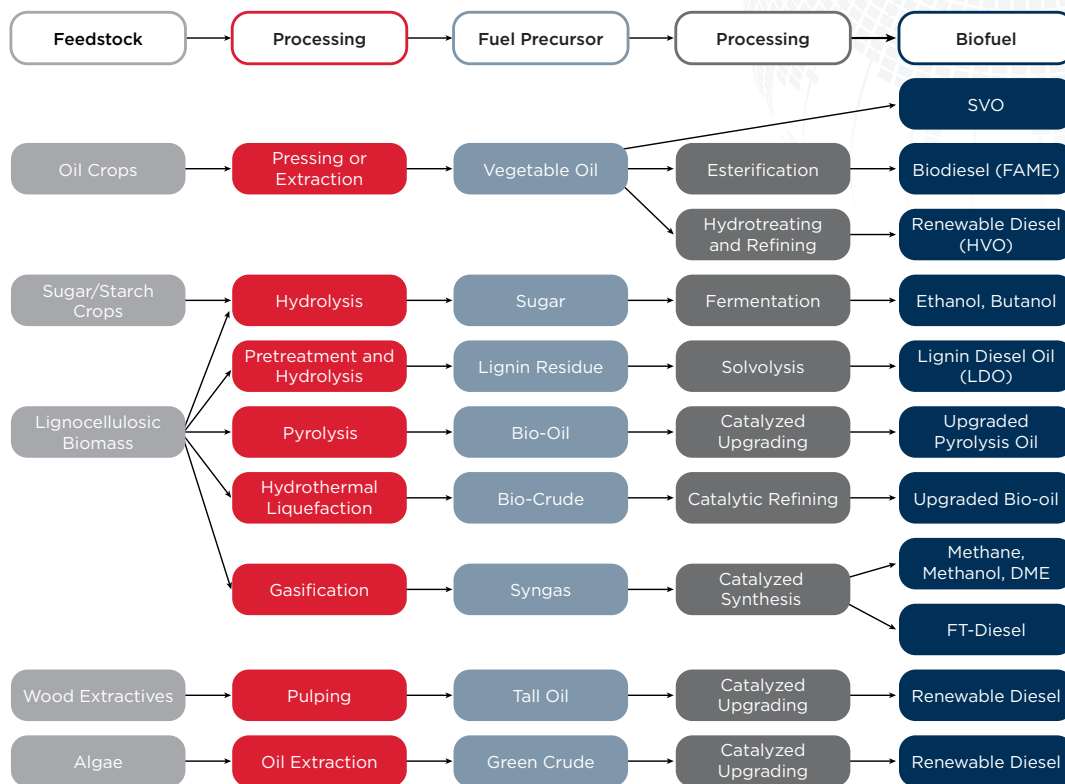 Feedstock
Processing
Fuel Precursor
Processing
Biofuel
SVO
Oil Crops
Pressing or
Extraction
Vegetable Oil
Esterification
Biodiesel (FAME)
Hydrotreating
and Refining
Renewable Diesel
(HVO)
Sugar/Starch
Crops
Hydrolysis
Sugar
Fermentation
Ethanol, Butanol
Pretreatment and
Hydrolysis
Lignin Residue
Solvolysis
Lignin Diesel Oil
(LDO)
Lignocellulosic
Biomass
Pyrolysis
Bio-Oil
Catalyzed
Upgrading
Upgraded
Pyrolysis Oil
Hydrothermal
Liquefaction
Bio-Crude
Catalytic Refining
Upgraded Bio-oil
Gasification
Syngas
Catalyzed
Synthesis
Methane,
Methanol, DME
FT-Diesel
Wood Extractives
Pulping
Tall Oil
Catalyzed
Upgrading
Renewable Diesel
Algae
Oil Extraction
Green Crude
Catalyzed
Upgrading
Renewable Diesel